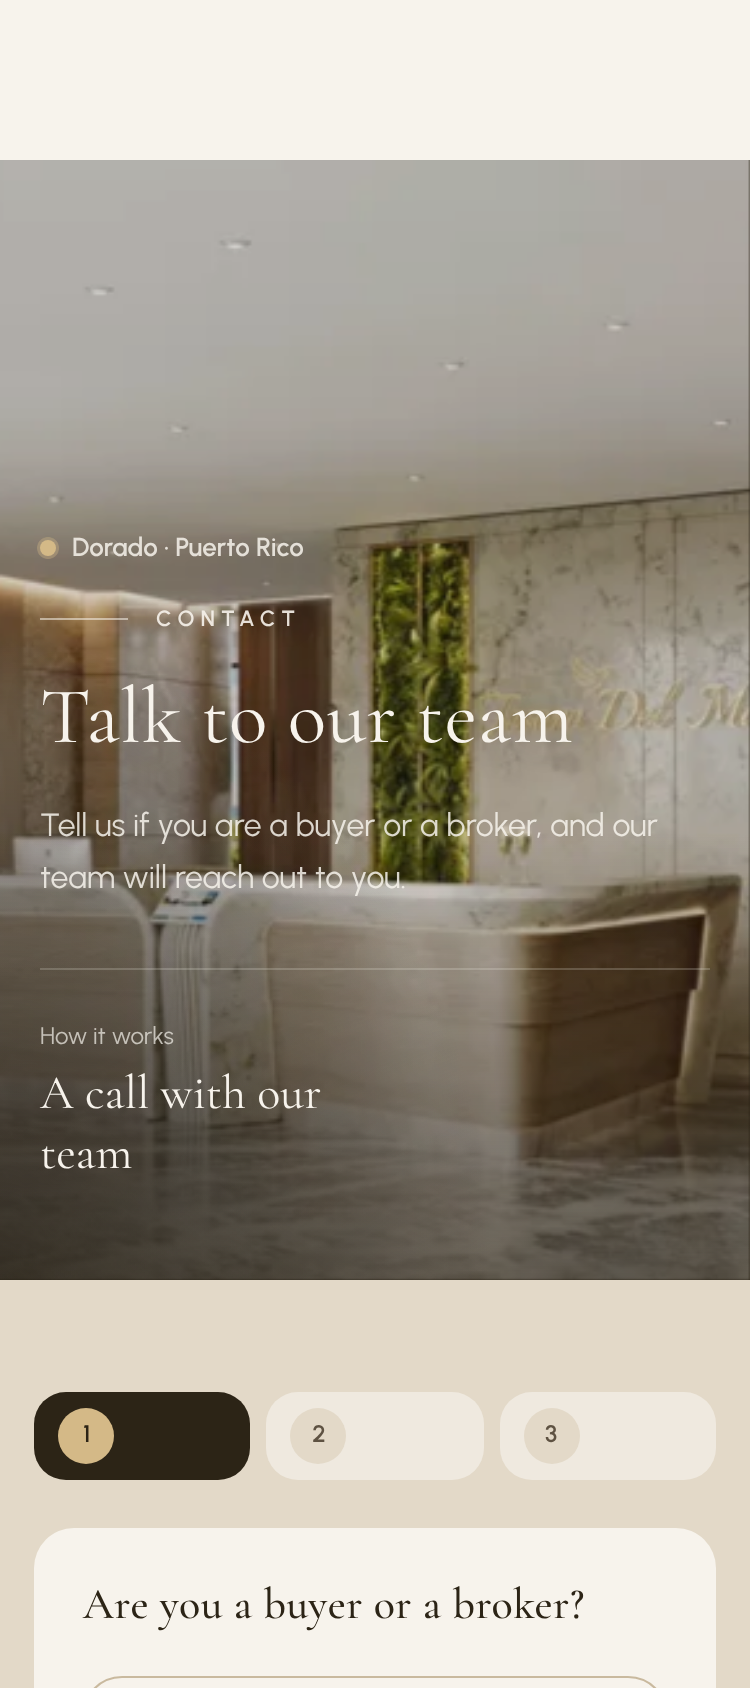 Dorado · Puerto Rico
CONTACT
Talk to our team
Del
Tell us if you are a buyer or a broker, and our
team will reach out to you.
How it works
A call with our
team
1
2
3
Are you a buyer or a broker?